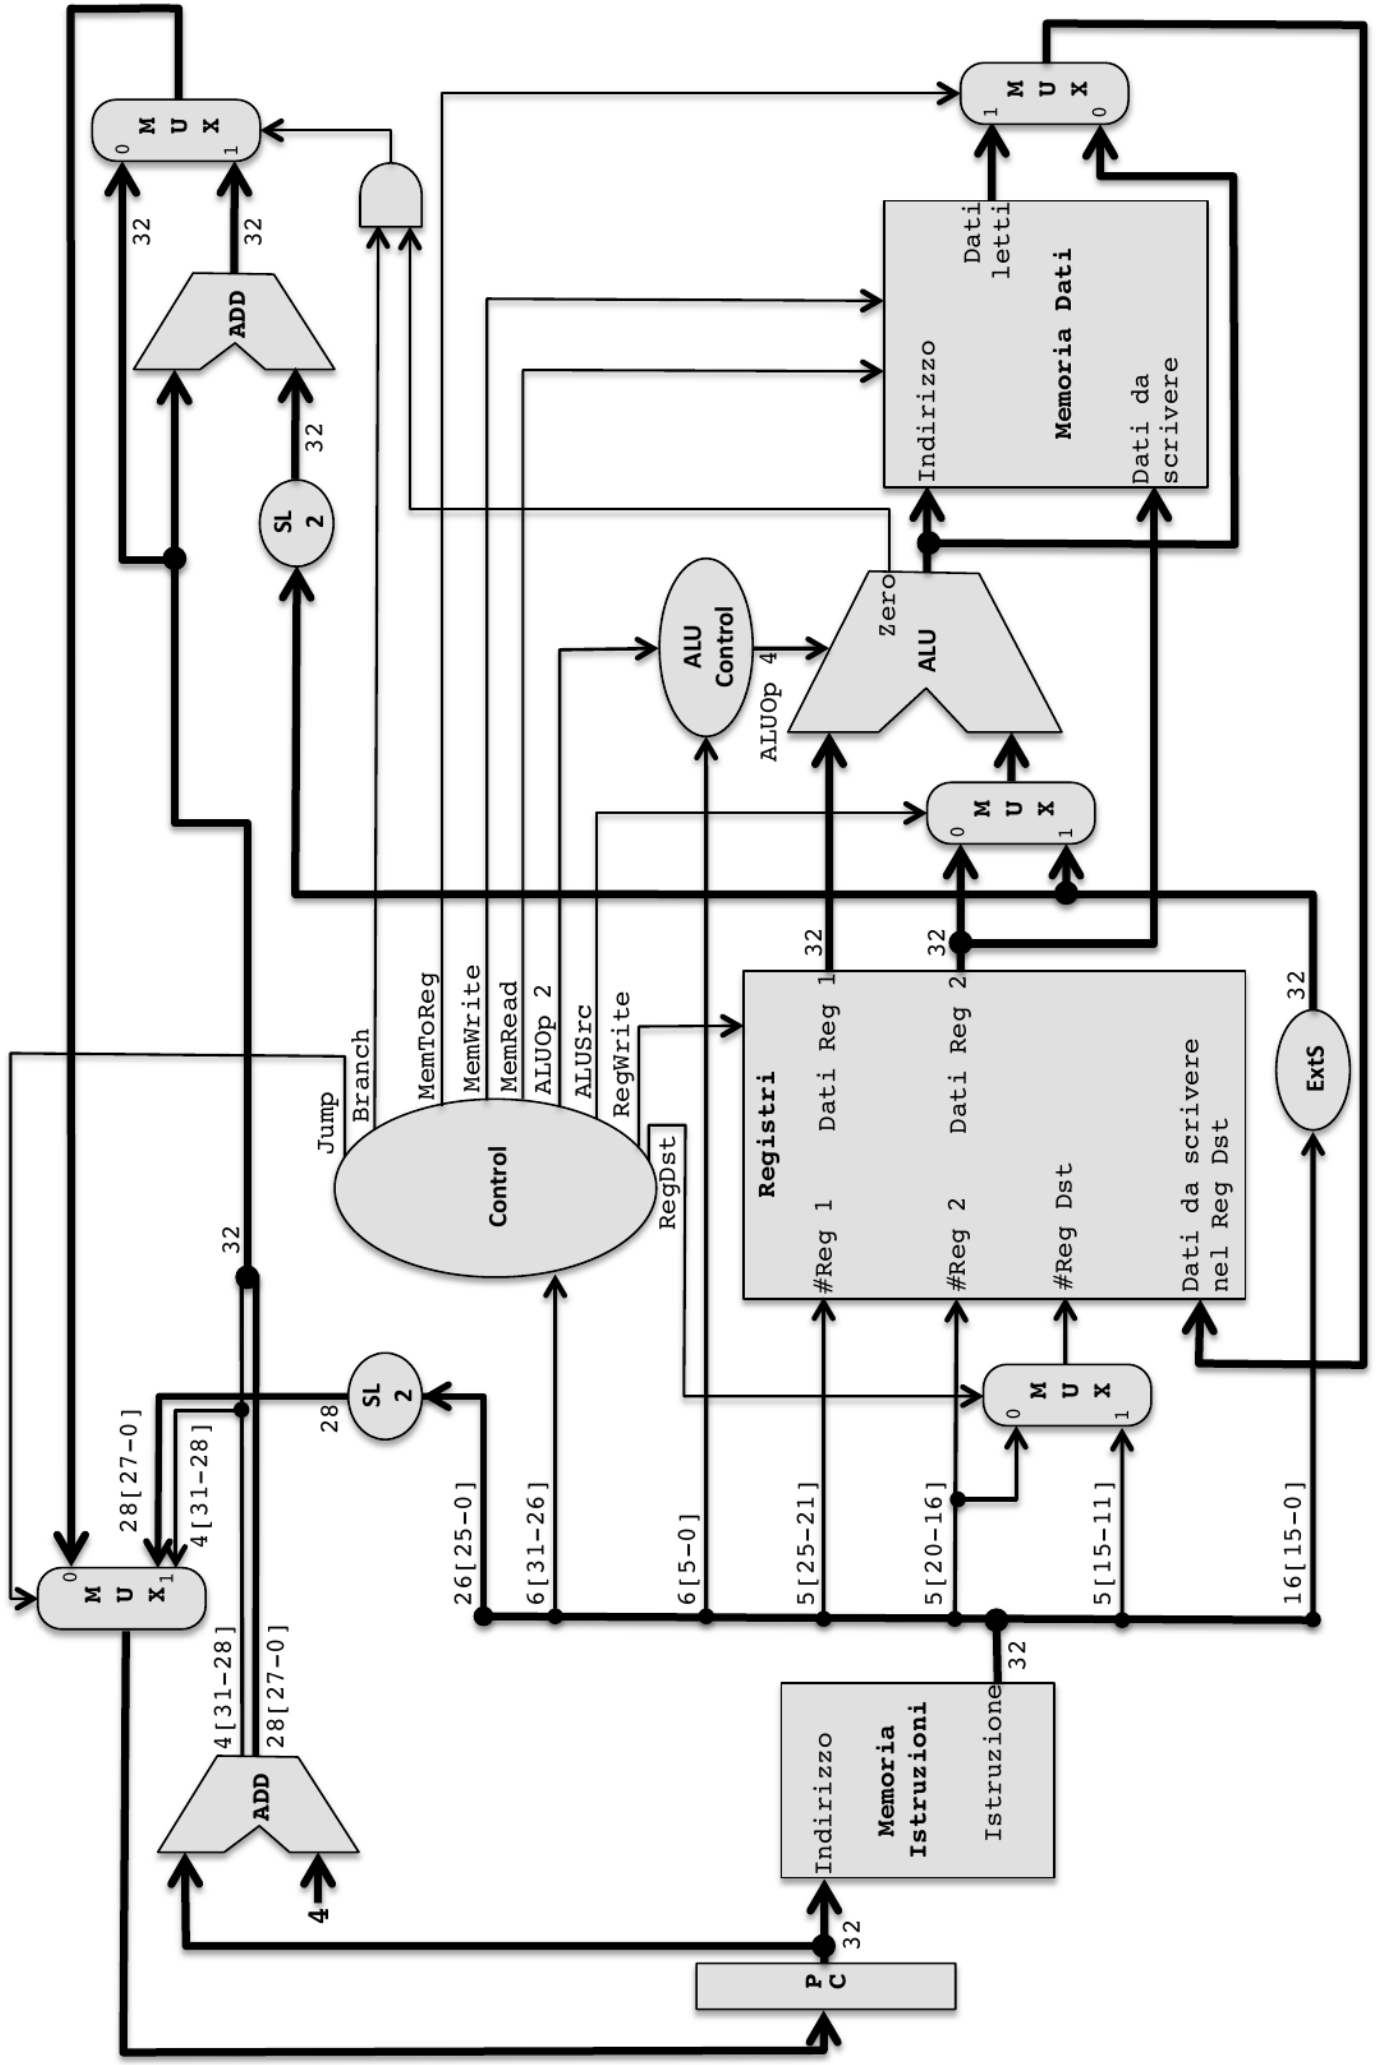 Jump
Branch
MemToReg
MemWrite
MemRead
ALUOp 2
ALUSrc
RegWrite
RegDst
Control
P
C
32
4
ADD
4[31-28]
28[27-0]
32
Indirizzo
Memoria
Istruzioni
Istruzione
32
26[25-0]
6[31-26]
6[5-0]
5[25-21]
5[20-16]
5[15-11]
16[15-0]
SL
2
28
28[27-0]
4[31-28]
0
M
U
X
1
0
M
U
X
1
Registri
#Reg 1
Dati Reg 1
#Reg 2
Dati Reg 2
#Reg Dst
Dati da scrivere
nel Reg Dst
32
32
ExtS
32
0
M
U
X
1
ALU
Control
ALUOp 4
Zero
ALU
SL
2
32
ADD
32
32
0
M
U
X
1
Indirizzo
Dati
letti
Memoria Dati
Dati da
scrivere
1
M
U
X
0